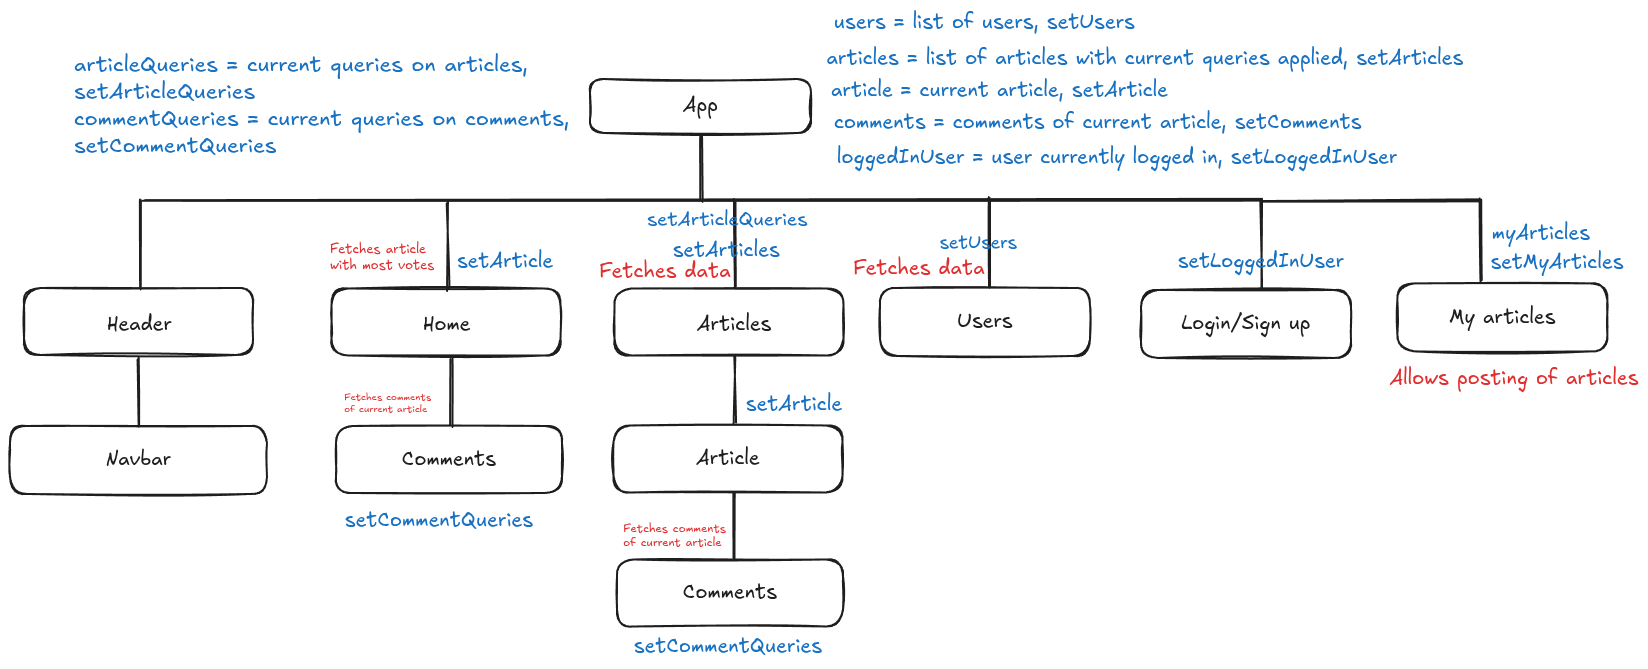 users = list of users, setUsers
articleQueries = current queries on articles,
setArticleQueries
commentQueries = current queries on comments,
setCommentQueries
App
articles = list of articles with current queries applied, setArticles
article = current article, setArticle
comments = comments of current article, setComments
loggedInUser = user currently logged in, setLoggedInUser
Header
Navbar
Fetches article
with most votes
setArticle
Home
Fetches comments
of current article
Comments
setCommentQueries
setArticleQueries
setArticles
Fetches data
Articles
setArticle
Article
Fetches comments
of current article
Comments
setCommentQueries
setUsers
Fetches data
Users
setLoggedInUser
Login/Sign up
myArticles
setMyArticles
My articles
Allows posting of articles